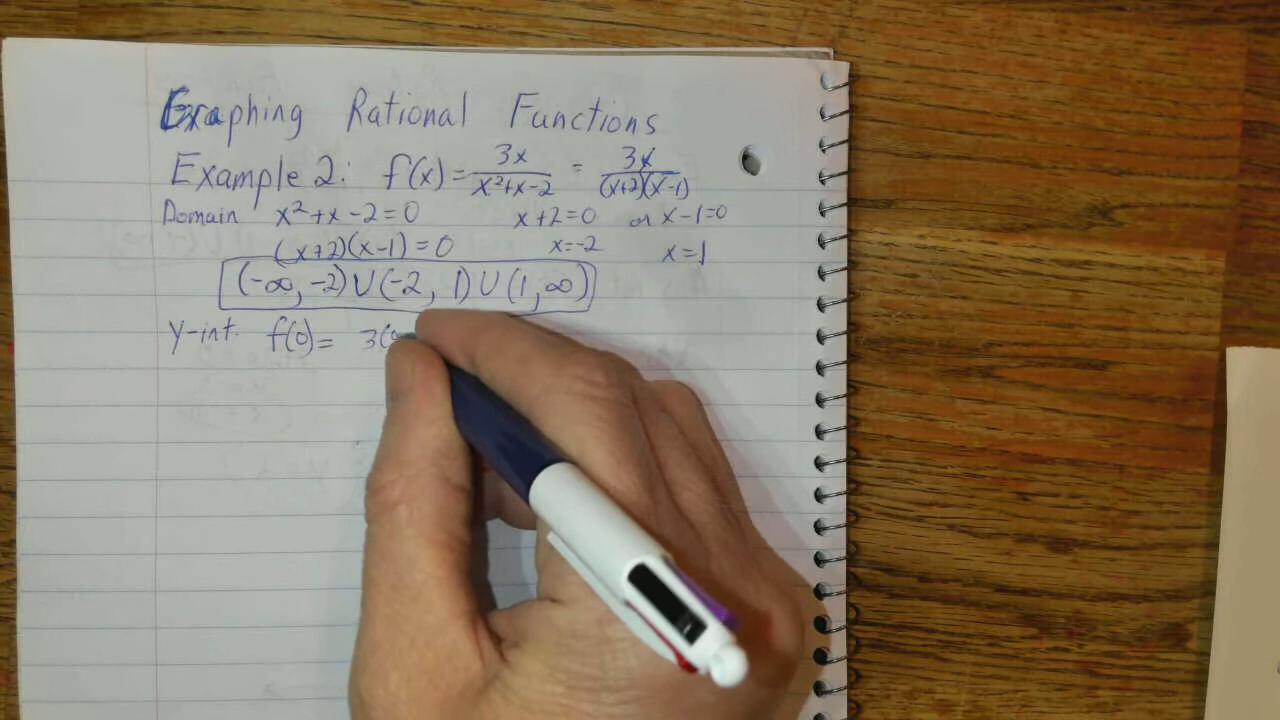 Graphing Rational Functions
Example 2: f(x) = 3x/(x²+x-2) = 3x/((x+2)(x-1))
Domain x²+x-2=0 x+2=0 or x-1=0
(x+2)(x-1)=0 x=-2 x=1
(-∞,-2)∪(-2,1)∪(1,∞)
Y-int. f(0)= 3(0